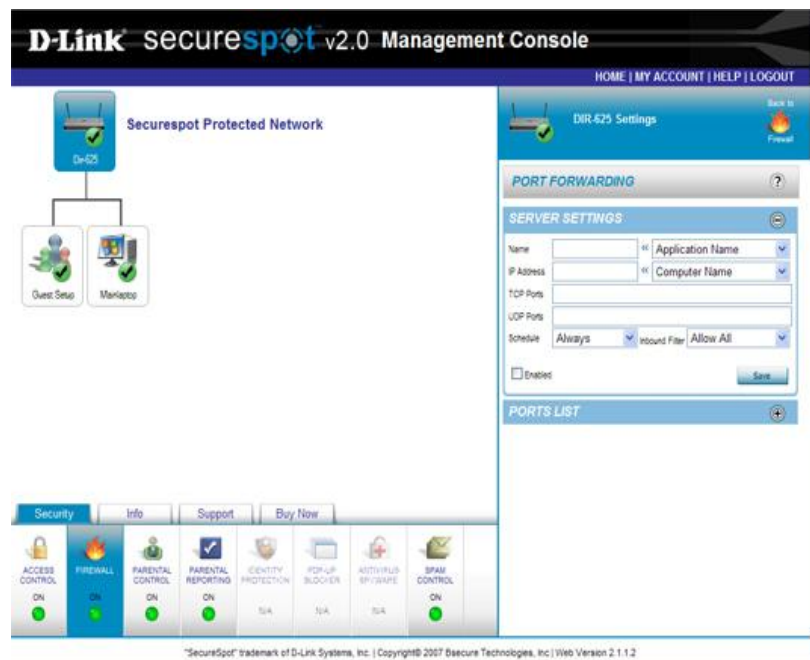 D-Link securespot v2.0 Management Console
HOME | MY ACCOUNT | HELP | LOGOUT
Dir-625
Securespot Protected Network
DIR-625 Settings
Back to
Firewall
PORT FORWARDING ?
SERVER SETTINGS
Name « Application Name
IP Address « Computer Name
TCP Ports
UDP Ports
Schedule Always Inbound Filter Allow All
Enabled Save
PORTS LIST
Guest Setup
Mainlaptop
Security Info Support Buy Now
ACCESS CONTROL
ON
FIREWALL
ON
PARENTAL CONTROL
ON
PARENTAL REPORTING
ON
IDENTITY PROTECTION
N/A
POP-UP BLOCKER
N/A
ANTIVIRUS SPYWARE
N/A
SPAM CONTROL
ON
"SecureSpot" trademark of D-Link Systems, Inc. | Copyright© 2007 Bsecure Technologies, Inc | Web Version 2.1.1.2